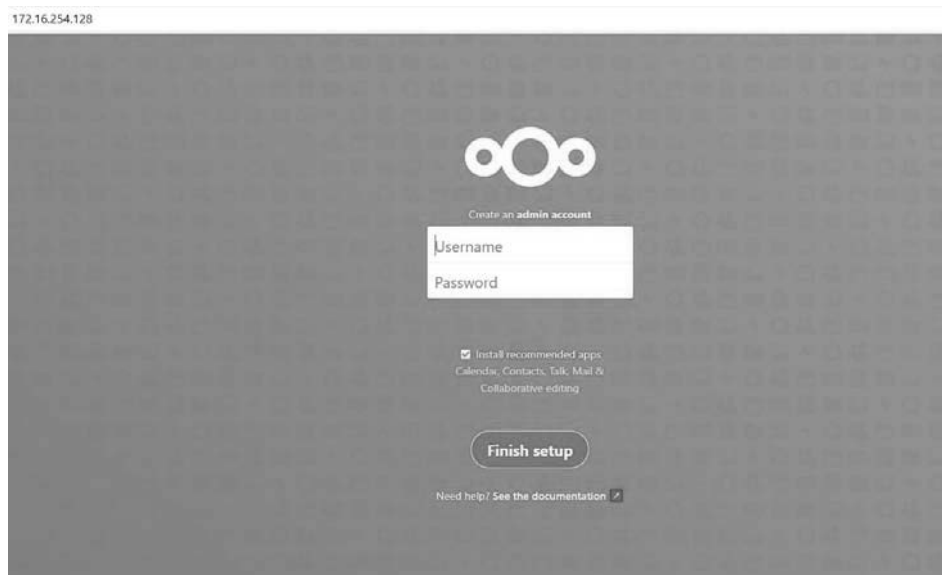 172.16.254.128
Create an admin account
Username
Password
Install recommended apps
Calendar, Contacts, Talk, Mail &
Collaborative editing
Finish setup
Need help? See the documentation